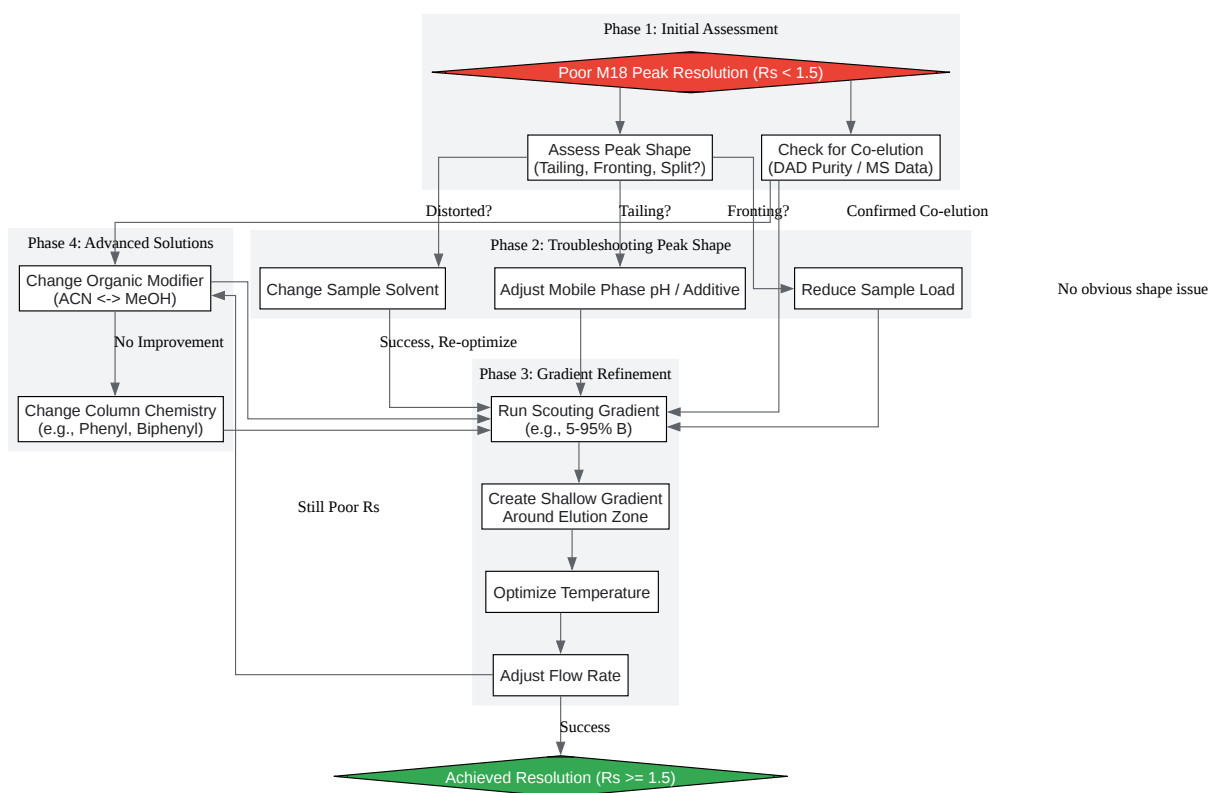 Phase 1: Initial Assessment
Poor M18 Peak Resolution (Rs < 1.5)
Assess Peak Shape
(Tailing, Fronting, Split?)
Check for Co-elution
(DAD Purity / MS Data)
Distorted?
Tailing?
Fronting?
Confirmed Co-elution
Phase 4: Advanced Solutions
Phase 2: Troubleshooting Peak Shape
Change Organic Modifier
(ACN <-> MeOH)
Change Sample Solvent
Adjust Mobile Phase pH / Additive
Reduce Sample Load
No obvious shape issue
No Improvement
Success, Re-optimize
Phase 3: Gradient Refinement
Change Column Chemistry
(e.g., Phenyl, Biphenyl)
Run Scouting Gradient
(e.g., 5-95% B)
Create Shallow Gradient
Around Elution Zone
Still Poor Rs
Optimize Temperature
Adjust Flow Rate
Success
Achieved Resolution (Rs >= 1.5)